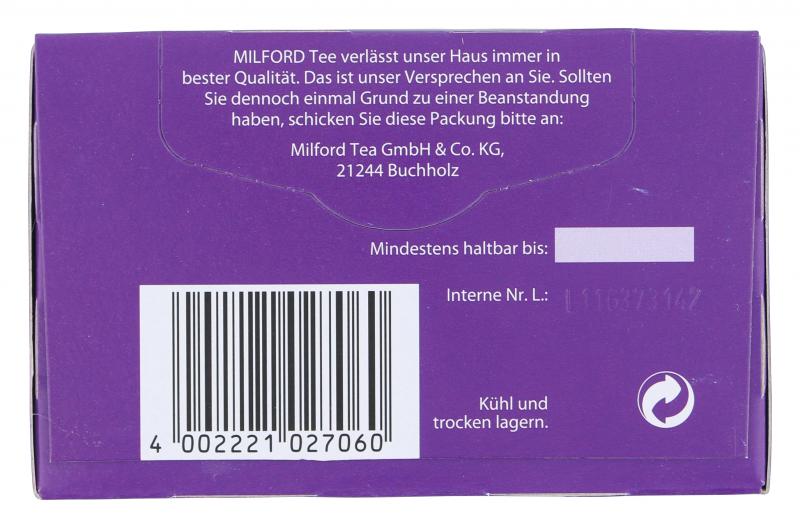 MILFORD Tee verlässt unser Haus immer in
bester Qualität. Das ist unser Versprechen an Sie. Sollten
Sie dennoch einmal Grund zu einer Beanstandung
haben, schicken Sie diese Packung bitte an:
Milford Tea GmbH & Co. KG,
21244 Buchholz
Mindestens haltbar bis:
Interne Nr. L.: L116373142
Kühl und
trocken lagern.
4 002221 027060